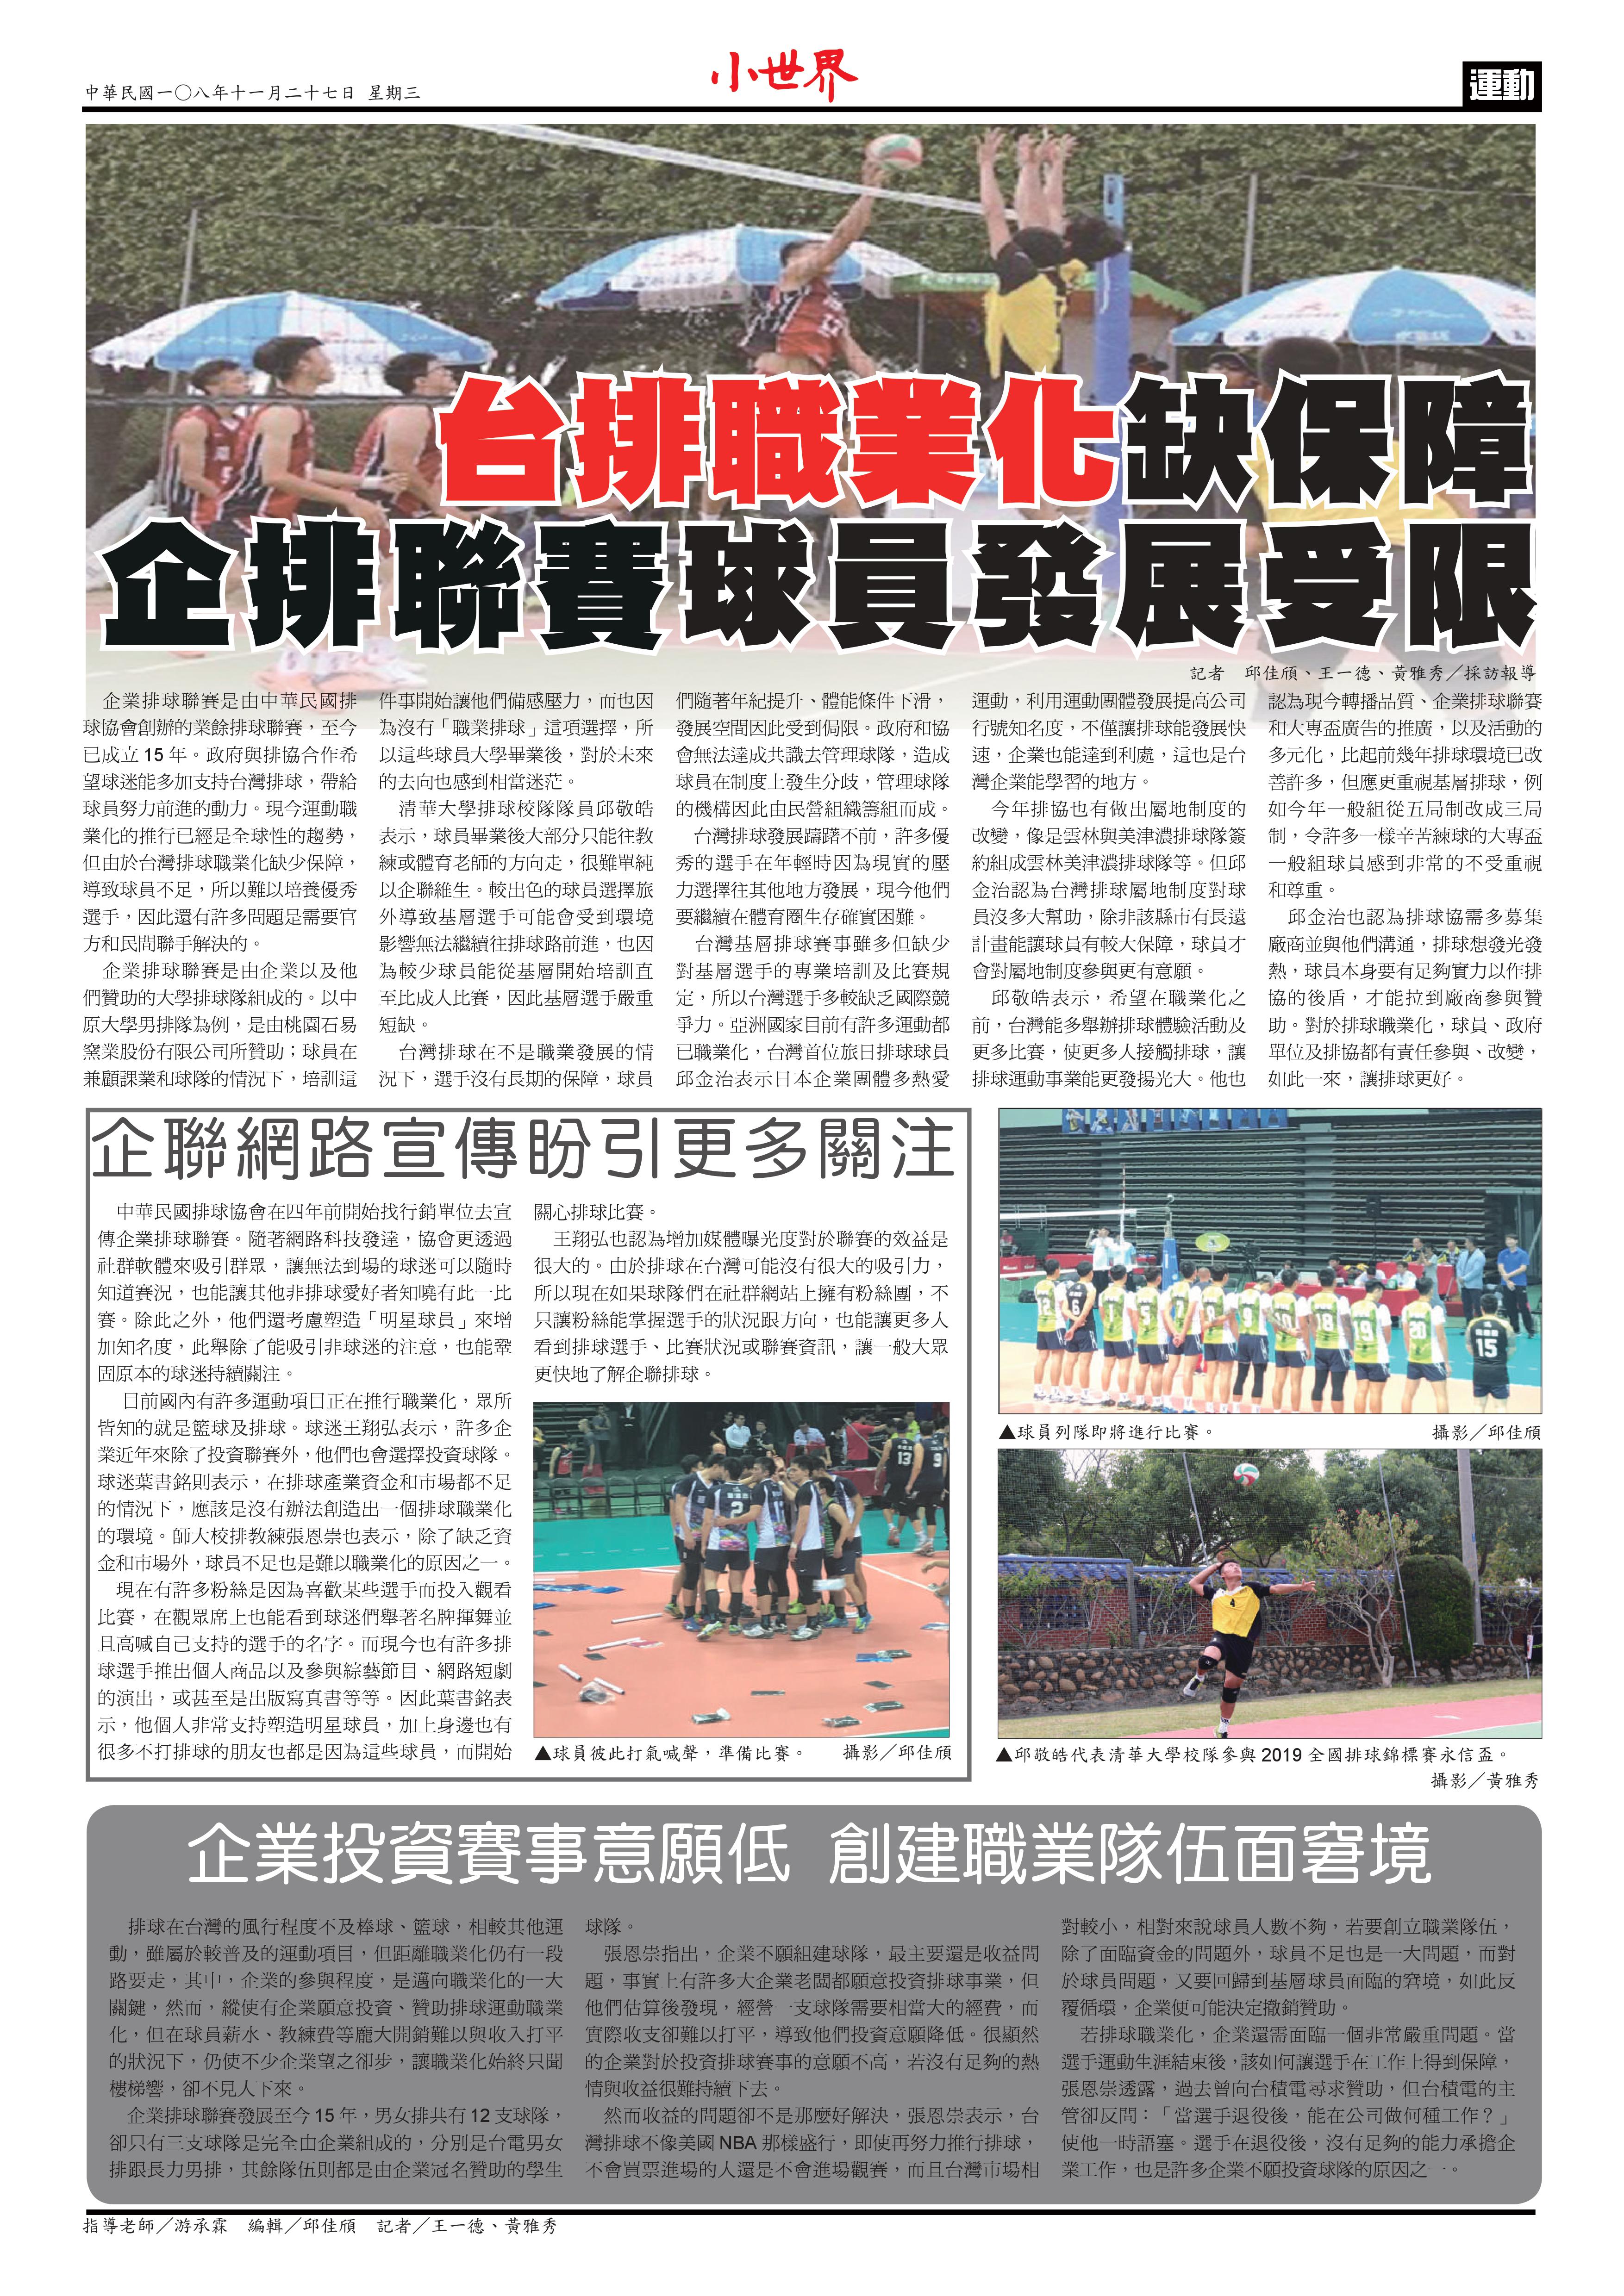 中華民國一〇八年十一月二十七日 星期三
小世界
運動
台排職業化缺保障
企排聯賽球員發展受限
記者 邱佳頎、王一德、黃雅秀／採訪報導
企業排球聯賽是由中華民國排
球協會創辦的業餘排球聯賽，至今
已成立 15 年。政府與排協合作希
望球迷能多加支持台灣排球，帶給
球員努力前進的動力。現今運動職
業化的推行已經是全球性的趨勢，
但由於台灣排球職業化缺少保障，
導致球員不足，所以難以培養優秀
選手，因此還有許多問題是需要官
方和民間聯手解決的。
企業排球聯賽是由企業以及他
們贊助的大學排球隊組成的。以中
原大學男排隊為例，是由桃園石易
窯業股份有限公司所贊助；球員在
兼顧課業和球隊的情況下，培訓這
件事開始讓他們備感壓力，而也因
為沒有「職業排球」這項選擇，所
以這些球員大學畢業後，對於未來
的去向也感到相當迷茫。
清華大學排球校隊隊員邱敬皓
表示，球員畢業後大部分只能往教
練或體育老師的方向走，很難單純
以企聯維生。較出色的球員選擇旅
外導致基層選手可能會受到環境
影響無法繼續往排球路前進，也因
為較少球員能從基層開始培訓直
至比成人比賽，因此基層選手嚴重
短缺。
台灣排球在不是職業發展的情
況下，選手沒有長期的保障，球員
們隨著年紀提升、體能條件下滑，
發展空間因此受到侷限。政府和協
會無法達成共識去管理球隊，造成
球員在制度上發生分歧，管理球隊
的機構因此由民營組織籌組而成。
台灣排球發展躊躇不前，許多優
秀的選手在年輕時因為現實的壓
力選擇往其他地方發展，現今他們
要繼續在體育圈生存確實困難。
台灣基層排球賽事雖多但缺少
對基層選手的專業培訓及比賽規
定，所以台灣選手多較缺乏國際競
爭力。亞洲國家目前有許多運動都
已職業化，台灣首位旅日排球球員
邱金治表示日本企業團體多熱愛
運動，利用運動團體發展提高公司
行號知名度，不僅讓排球能發展快
速，企業也能達到利處，這也是台
灣企業能學習的地方。
今年排協也有做出屬地制度的
改變，像是雲林與美津濃排球隊簽
約組成雲林美津濃排球隊等。但邱
金治認為台灣排球屬地制度對球
員沒多大幫助，除非該縣市有長遠
計畫能讓球員有較大保障，球員才
會對屬地制度參與更有意願。
邱敬皓表示，希望在職業化之
前，台灣能多舉辦排球體驗活動及
更多比賽，使更多人接觸排球，讓
排球運動事業能更發揚光大。他也
認為現今轉播品質、企業排球聯賽
和大專盃廣告的推廣，以及活動的
多元化，比起前幾年排球環境已改
善許多，但應更重視基層排球，例
如今年一般組從五局制改成三局
制，令許多一樣辛苦練球的大專盃
一般組球員感到非常的不受重視
和尊重。
邱金治也認為排球協需多募集
廠商並與他們溝通，排球想發光發
熱，球員本身要有足夠實力以作排
協的後盾，才能拉到廠商參與贊
助。對於排球職業化，球員、政府
單位及排協都有責任參與、改變，
如此一來，讓排球更好。
企聯網路宣傳盼引更多關注
中華民國排球協會在四年前開始找行銷單位去宣
傳企業排球聯賽。隨著網路科技發達，協會更透過
社群軟體來吸引群眾，讓無法到場的球迷可以隨時
知道賽況，也能讓其他非排球愛好者知曉有此一比
賽。除此之外，他們還考慮塑造「明星球員」來增
加知名度，此舉除了能吸引非球迷的注意，也能鞏
固原本的球迷持續關注。
目前國內有許多運動項目正在推行職業化，眾所
皆知的就是籃球及排球。球迷王翔弘表示，許多企
業近年來除了投資聯賽外，他們也會選擇投資球隊。
球迷葉書銘則表示，在排球產業資金和市場都不足
的情況下，應該是沒有辦法創造出一個排球職業化
的環境。師大校排教練張恩崇也表示，除了缺乏資
金和市場外，球員不足也是難以職業化的原因之一。
現在有許多粉絲是因為喜歡某些選手而投入觀看
比賽，在觀眾席上也能看到球迷們舉著名牌揮舞並
且高喊自己支持的選手的名字。而現今也有許多排
球選手推出個人商品以及參與綜藝節目、網路短劇
的演出，或甚至是出版寫真書等等。因此葉書銘表
示，他個人非常支持塑造明星球員，加上身邊也有
很多不打排球的朋友也都是因為這些球員，而開始
關心排球比賽。
王翔弘也認為增加媒體曝光度對於聯賽的效益是
很大的。由於排球在台灣可能沒有很大的吸引力，
所以現在如果球隊們在社群網站上擁有粉絲團，不
只讓粉絲能掌握選手的狀況跟方向，也能讓更多人
看到排球選手、比賽狀況或聯賽資訊，讓一般大眾
更快地了解企聯排球。
2
13
9
▲球員彼此打氣喊聲，準備比賽。 攝影／邱佳頎
12
6
9
19
20
15
▲球員列隊即將進行比賽。 攝影／邱佳頎
4
▲邱敬皓代表清華大學校隊參與 2019 全國排球錦標賽永信盃。
攝影／黃雅秀
企業投資賽事意願低 創建職業隊伍面窘境
排球在台灣的風行程度不及棒球、籃球，相較其他運
動，雖屬於較普及的運動項目，但距離職業化仍有一段
路要走，其中，企業的參與程度，是邁向職業化的一大
關鍵，然而，縱使有企業願意投資、贊助排球運動職業
化，但在球員薪水、教練費等龐大開銷難以與收入打平
的狀況下，仍使不少企業望之卻步，讓職業化始終只聞
樓梯響，卻不見人下來。
企業排球聯賽發展至今 15 年，男女排共有 12 支球隊，
卻只有三支球隊是完全由企業組成的，分別是台電男女
排跟長力男排，其餘隊伍則都是由企業冠名贊助的學生
球隊。
張恩崇指出，企業不願組建球隊，最主要還是收益問
題，事實上有許多大企業老闆都願意投資排球事業，但
他們估算後發現，經營一支球隊需要相當大的經費，而
實際收支卻難以打平，導致他們投資意願降低。很顯然
的企業對於投資排球賽事的意願不高，若沒有足夠的熱
情與收益很難持續下去。
然而收益的問題卻不是那麼好解決，張恩崇表示，台
灣排球不像美國 NBA 那樣盛行，即使再努力推行排球，
不會買票進場的人還是不會進場觀賽，而且台灣市場相
對較小，相對來說球員人數不夠，若要創立職業隊伍，
除了面臨資金的問題外，球員不足也是一大問題，而對
於球員問題，又要回歸到基層球員面臨的窘境，如此反
覆循環，企業便可能決定撤銷贊助。
若排球職業化，企業還需面臨一個非常嚴重問題。當
選手運動生涯結束後，該如何讓選手在工作上得到保障，
張恩崇透露，過去曾向台積電尋求贊助，但台積電的主
管卻反問：「當選手退役後，能在公司做何種工作？」
使他一時語塞。選手在退役後，沒有足夠的能力承擔企
業工作，也是許多企業不願投資球隊的原因之一。
指導老師／游承霖 編輯／邱佳頎 記者／王一德、黃雅秀